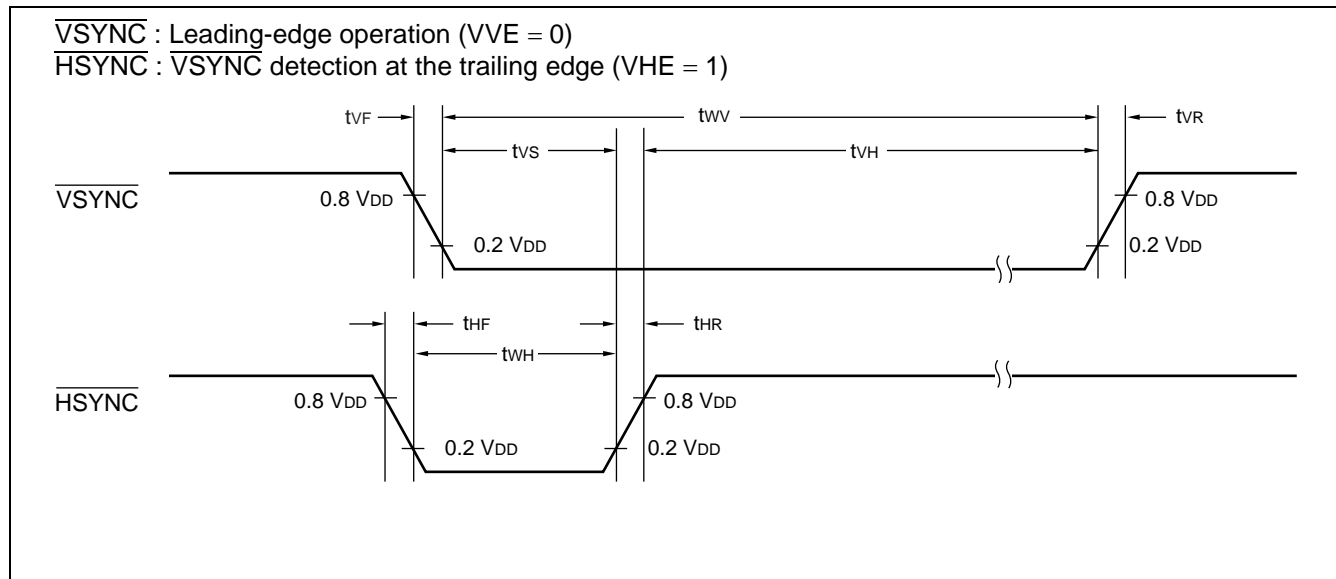 VSYNC : Leading-edge operation (VVE = 0)
HSYNC : VSYNC detection at the trailing edge (VHE = 1)
tVF tWV tVR
tVS tVH
VSYNC 0.8 VDD 0.8 VDD
0.2 VDD 0.2 VDD
tHF tHR
tWH
HSYNC 0.8 VDD 0.8 VDD
0.2 VDD 0.2 VDD